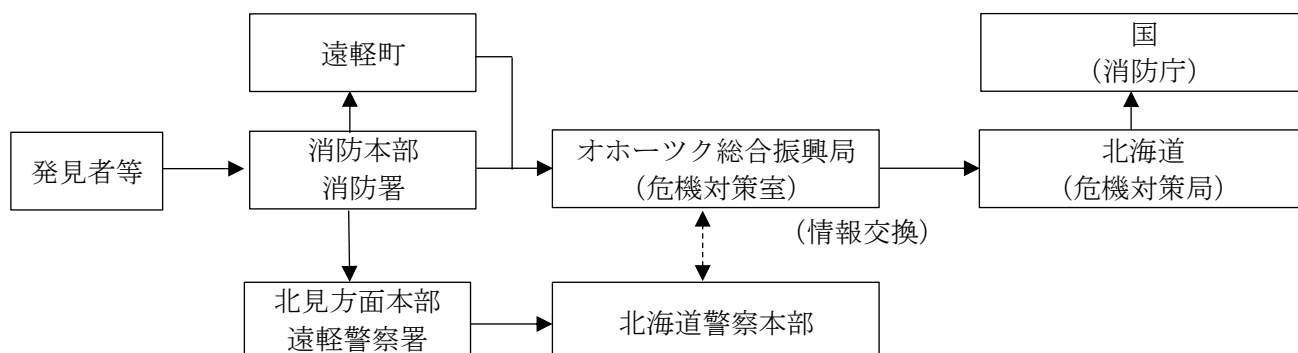 遠軽町
国
（消防庁）
発見者等
消防本部
消防署
オホーツク総合振興局
（危機対策室）
北海道
（危機対策局）
（情報交換）
北見方面本部
遠軽警察署
北海道警察本部